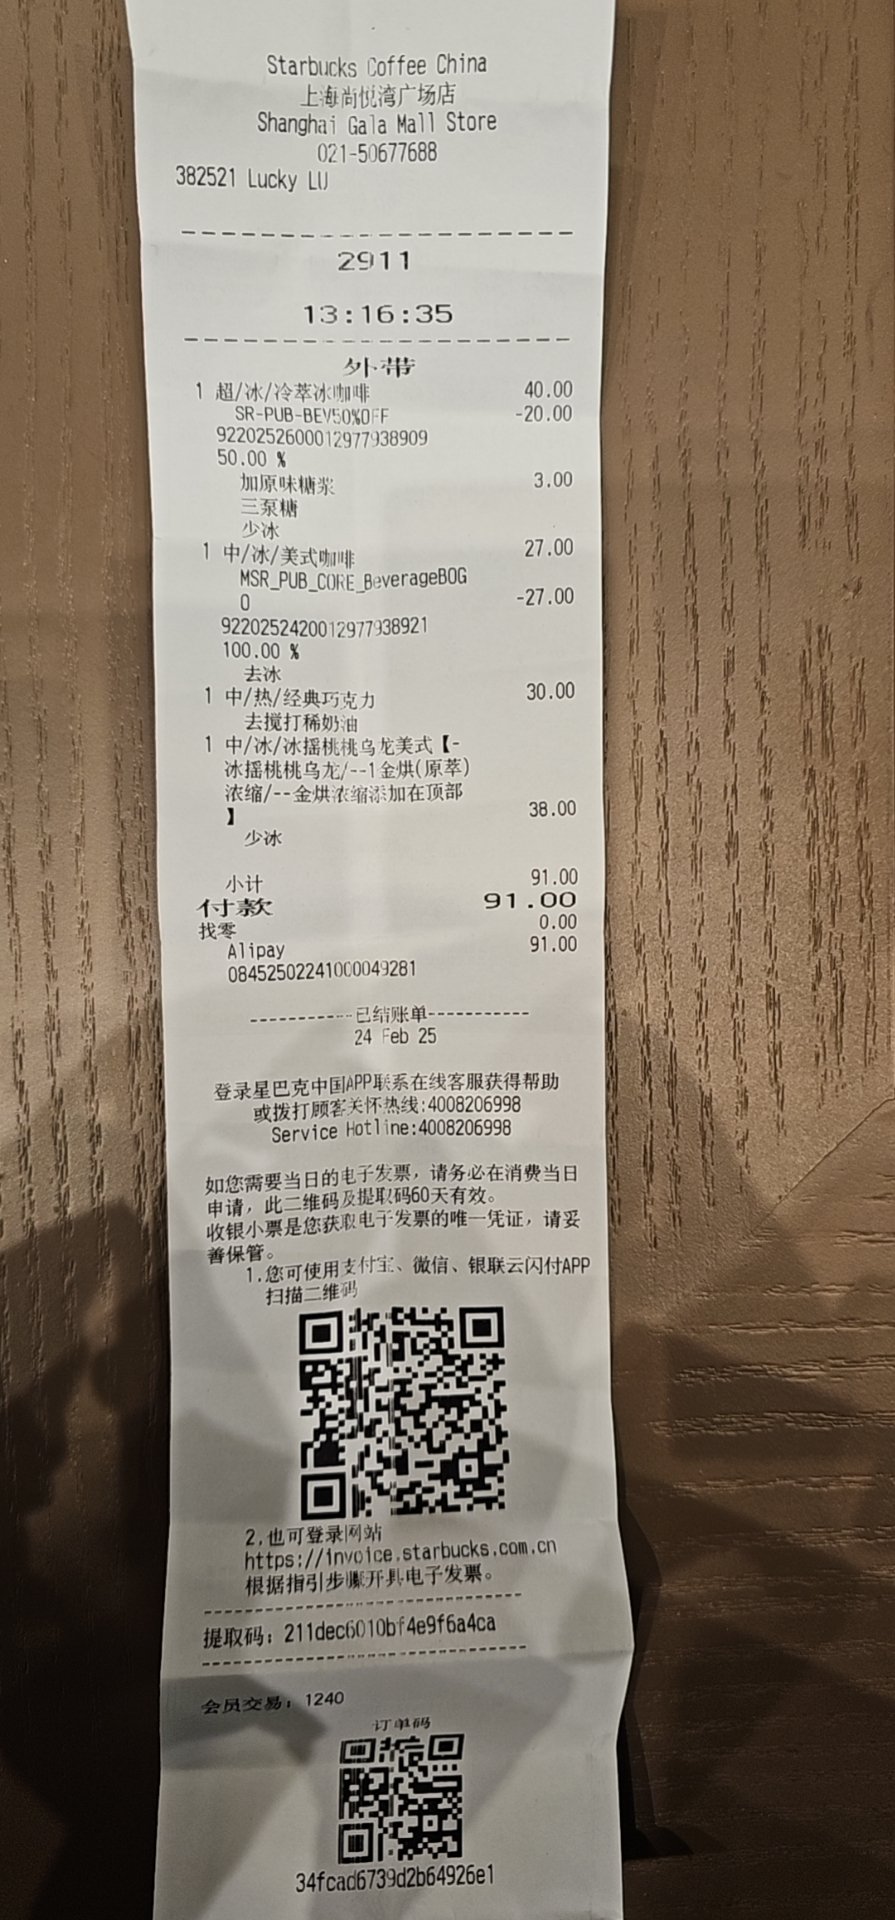 Starbucks Coffee China
上海尚悦湾广场店
Shanghai Gala Mall Store
021-50677688
382521 Lucky LU
2911
13:16:35
外带
1 超/冰/冷萃冰咖啡 40.00
SR-PUB-BEV50%OFF -20.00
9220252600012977938909
50.00 %
加原味糖浆 3.00
三泵糖
少冰
1 中/冰/美式咖啡 27.00
MSR_PUB_CORE_BeverageBOG
O -27.00
9220252420012977938921
100.00 %
去冰
1 中/热/经典巧克力 30.00
去搅打稀奶油
1 中/冰/冰摇桃桃乌龙美式【-
冰摇桃桃乌龙/--1金烘(原萃)
浓缩/--金烘浓缩添加在顶部
】 38.00
少冰
小计 91.00
付款 91.00
找零 0.00
Alipay 91.00
08452502241000049281
-----------已结账单-----------
24 Feb 25
登录星巴克中国APP联系在线客服获得帮助
或拨打顾客关怀热线:4008206998
Service Hotline:4008206998
如您需要当日的电子发票，请务必在消费当日
申请，此二维码及提取码60天有效。
收银小票是您获取电子发票的唯一凭证，请妥
善保管。
1.您可使用支付宝、微信、银联云闪付APP
扫描二维码
2.也可登录网站
https://invoice.starbucks.com.cn
根据指引步骤开具电子发票。
提取码：211dec6010bf4e9f6a4ca
会员交易：1240
订单码
34fcad6739d2b64926e1